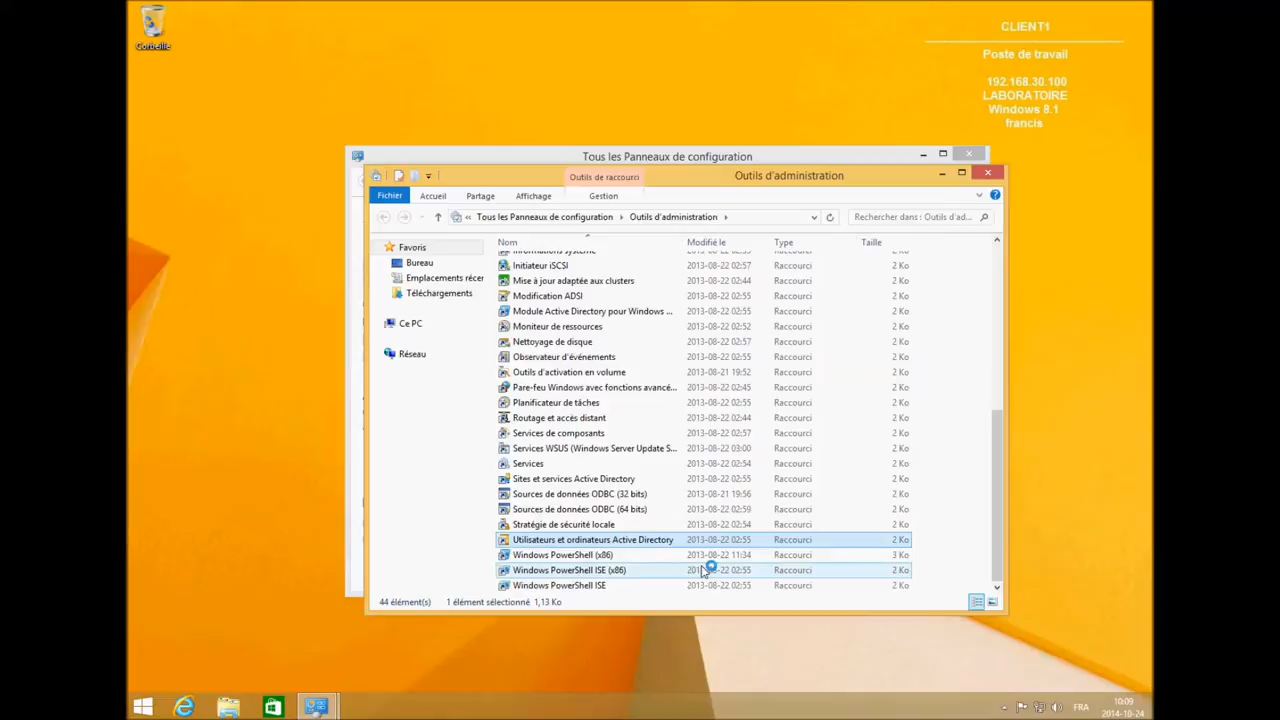 Corbeille
CLIENT1
Poste de travail
192.168.30.100
LABORATOIRE
Windows 8.1
francis
Tous les Panneaux de configuration
Outils de raccourci
Outils d'administration
Fichier
Accueil
Partage
Affichage
Gestion
Tous les Panneaux de configuration
Outils d'administration
Rechercher dans : Outils d'ad...
Favoris
Bureau
Emplacements récer
Téléchargements
Ce PC
Réseau
Nom Modifié le Type Taille
Informations système Raccourci 2 Ko
Initiateur iSCSI 2013-08-22 02:57 Raccourci 2 Ko
Mise à jour adaptée aux clusters 2013-08-22 02:44 Raccourci 2 Ko
Modification ADSI 2013-08-22 02:55 Raccourci 2 Ko
Module Active Directory pour Windows ... 2013-08-22 02:55 Raccourci 2 Ko
Moniteur de ressources 2013-08-22 02:52 Raccourci 2 Ko
Nettoyage de disque 2013-08-22 02:57 Raccourci 2 Ko
Observateur d'événements 2013-08-22 02:55 Raccourci 2 Ko
Outils d'activation en volume 2013-08-21 19:52 Raccourci 2 Ko
Pare-feu Windows avec fonctions avancé... 2013-08-22 02:45 Raccourci 2 Ko
Planificateur de tâches 2013-08-22 02:55 Raccourci 2 Ko
Routage et accès distant 2013-08-22 02:44 Raccourci 2 Ko
Services de composants 2013-08-22 02:57 Raccourci 2 Ko
Services WSUS (Windows Server Update S... 2013-08-22 03:00 Raccourci 2 Ko
Services 2013-08-22 02:54 Raccourci 2 Ko
Sites et services Active Directory 2013-08-22 02:55 Raccourci 2 Ko
Sources de données ODBC (32 bits) 2013-08-21 19:56 Raccourci 2 Ko
Sources de données ODBC (64 bits) 2013-08-22 02:59 Raccourci 2 Ko
Stratégie de sécurité locale 2013-08-22 02:54 Raccourci 2 Ko
Utilisateurs et ordinateurs Active Directory 2013-08-22 02:55 Raccourci 2 Ko
Windows PowerShell (x86) 2013-08-22 11:34 Raccourci 3 Ko
Windows PowerShell ISE (x86) 02:55 Raccourci 2 Ko
Windows PowerShell ISE 2013-08-22 02:55 Raccourci 2 Ko
44 élément(s) 1 élément sélectionné 1,13 Ko
FRA
10:09
2014-10-24